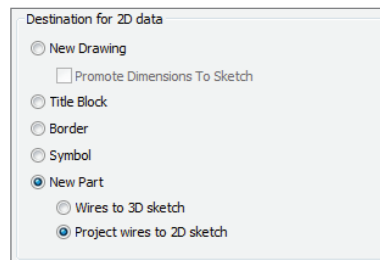 Destination for 2D data
New Drawing
Promote Dimensions To Sketch
Title Block
Border
Symbol
New Part
Wires to 3D sketch
Project wires to 2D sketch